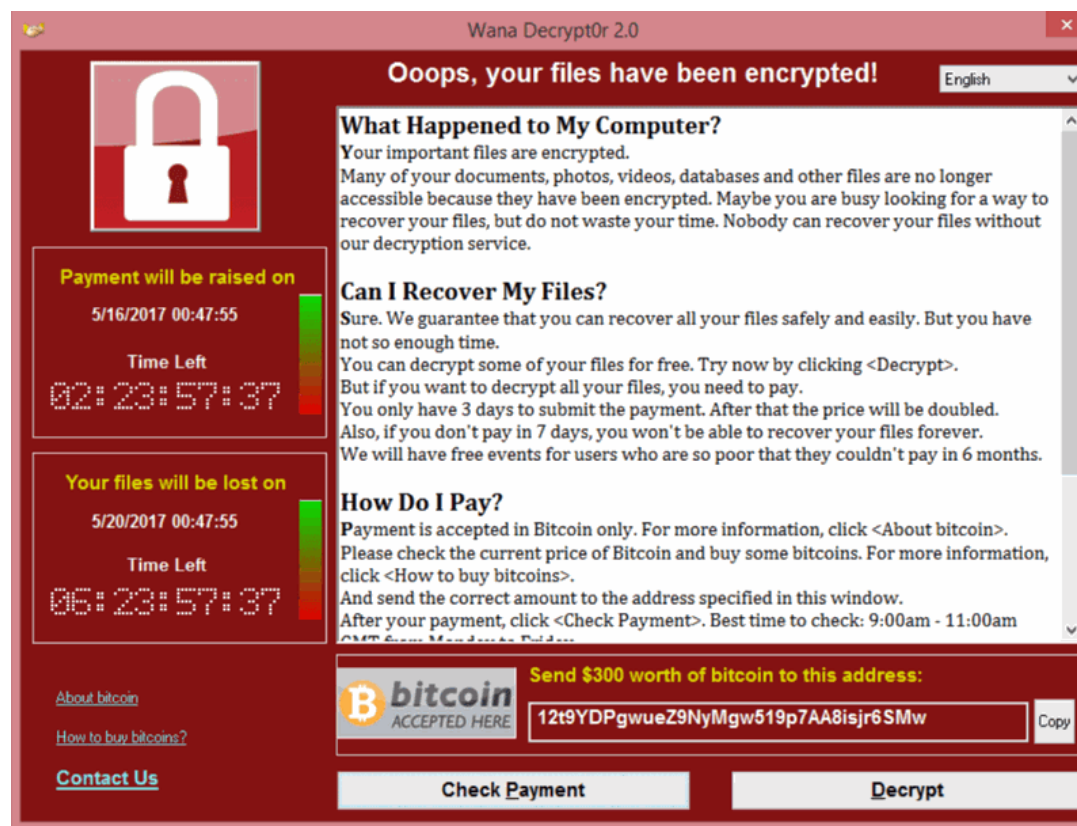 Wana Decrypt0r 2.0
Ooops, your files have been encrypted!
English
What Happened to My Computer?
Your important files are encrypted.
Many of your documents, photos, videos, databases and other files are no longer
accessible because they have been encrypted. Maybe you are busy looking for a way to
recover your files, but do not waste your time. Nobody can recover your files without
our decryption service.
Can I Recover My Files?
Sure. We guarantee that you can recover all your files safely and easily. But you have
not so enough time.
You can decrypt some of your files for free. Try now by clicking <Decrypt>.
But if you want to decrypt all your files, you need to pay.
You only have 3 days to submit the payment. After that the price will be doubled.
Also, if you don't pay in 7 days, you won't be able to recover your files forever.
We will have free events for users who are so poor that they couldn't pay in 6 months.
How Do I Pay?
Payment is accepted in Bitcoin only. For more information, click <About bitcoin>.
Please check the current price of Bitcoin and buy some bitcoins. For more information,
click <How to buy bitcoins>.
And send the correct amount to the address specified in this window.
After your payment, click <Check Payment>. Best time to check: 9:00am - 11:00am
GMT from Monday to Friday
Payment will be raised on
5/16/2017 00:47:55
Time Left
02:23:57:37
Your files will be lost on
5/20/2017 00:47:55
Time Left
06:23:57:37
About bitcoin
How to buy bitcoins?
Contact Us
bitcoin
ACCEPTED HERE
Send $300 worth of bitcoin to this address:
12t9YDPgwueZ9NyMgw519p7AA8isjr6SMw
Copy
Check Payment
Decrypt